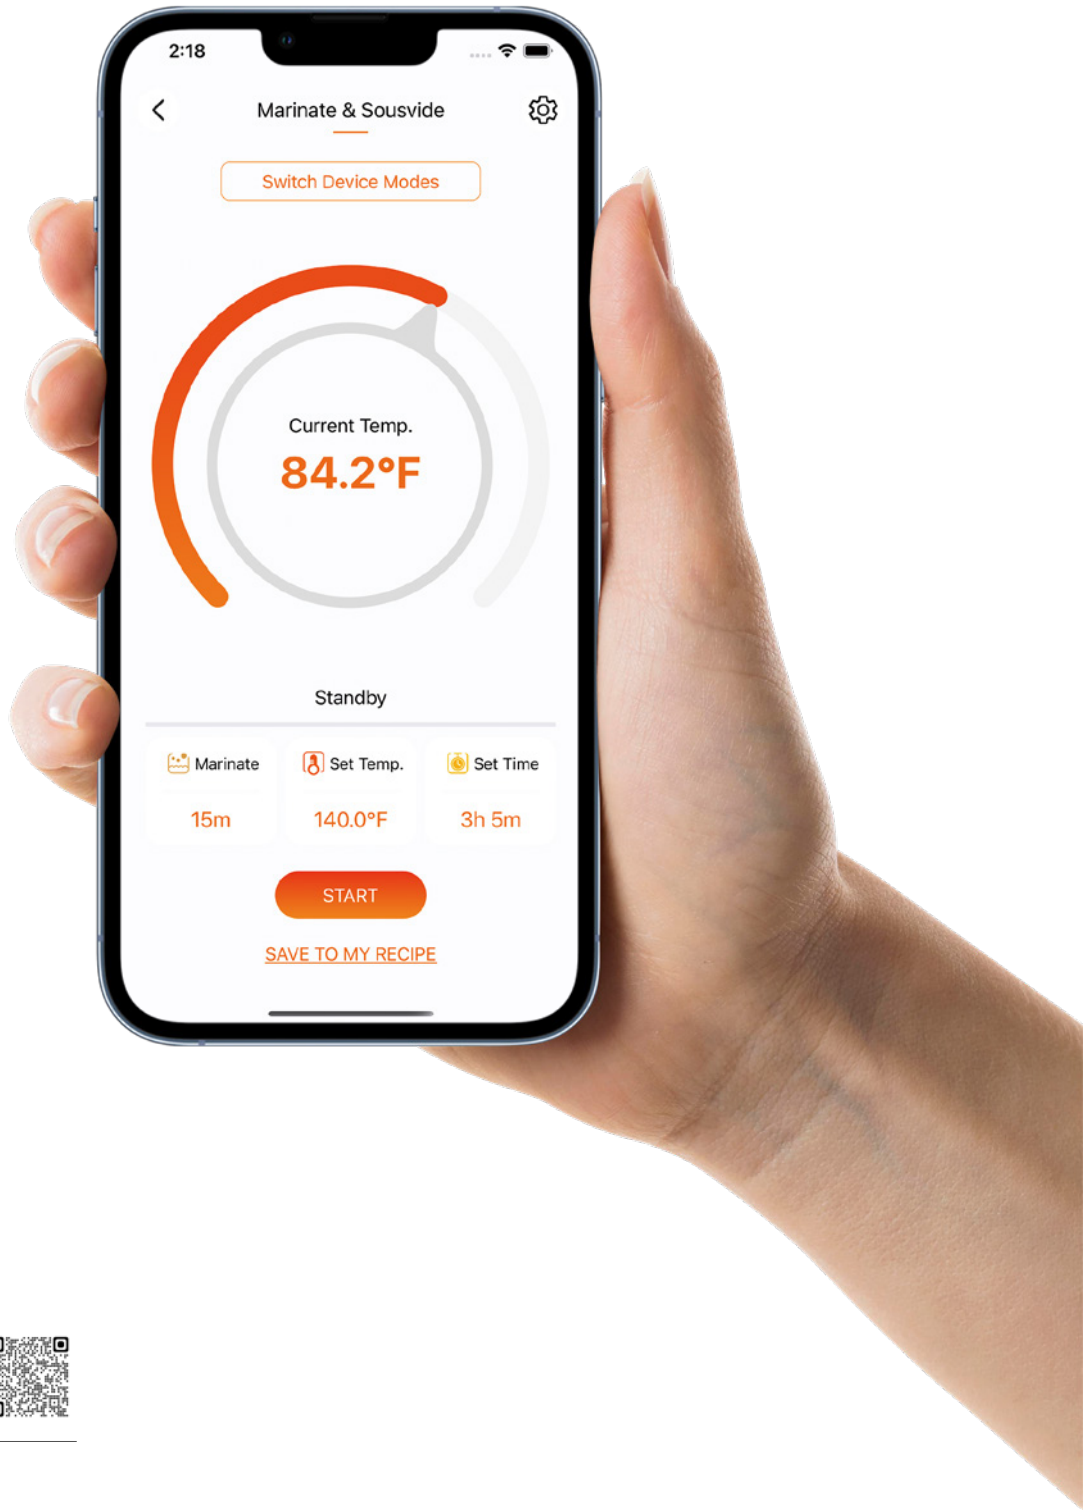 2:18
Marinate & Sousvide
Switch Device Modes
Current Temp.
84.2°F
Standby
Marinate
Set Temp.
Set Time
15m
140.0°F
3h 5m
START
SAVE TO MY RECIPE